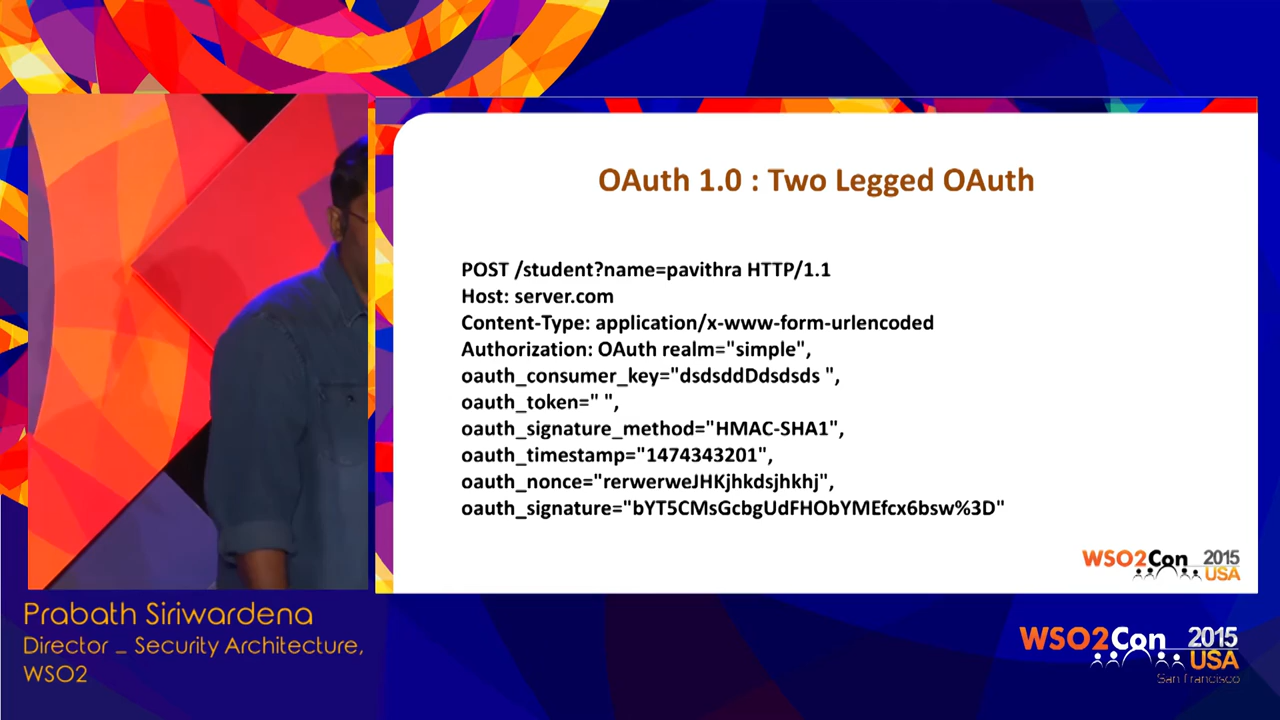 OAuth 1.0 : Two Legged OAuth
POST /student?name=pavithra HTTP/1.1
Host: server.com
Content-Type: application/x-www-form-urlencoded
Authorization: OAuth realm="simple",
oauth_consumer_key="dsdsddDdsdsds ",
oauth_token=" ",
oauth_signature_method="HMAC-SHA1",
oauth_timestamp="1474343201",
oauth_nonce="rerwerweJHKjhkdsjhkhj",
oauth_signature="bYT5CMsGcbgUdFHObYMEfcx6bsw%3D"
WSO2Con 2015
USA
Prabath Siriwardena
Director _ Security Architecture,
WSO2
WSO2Con 2015
USA
San Francisco